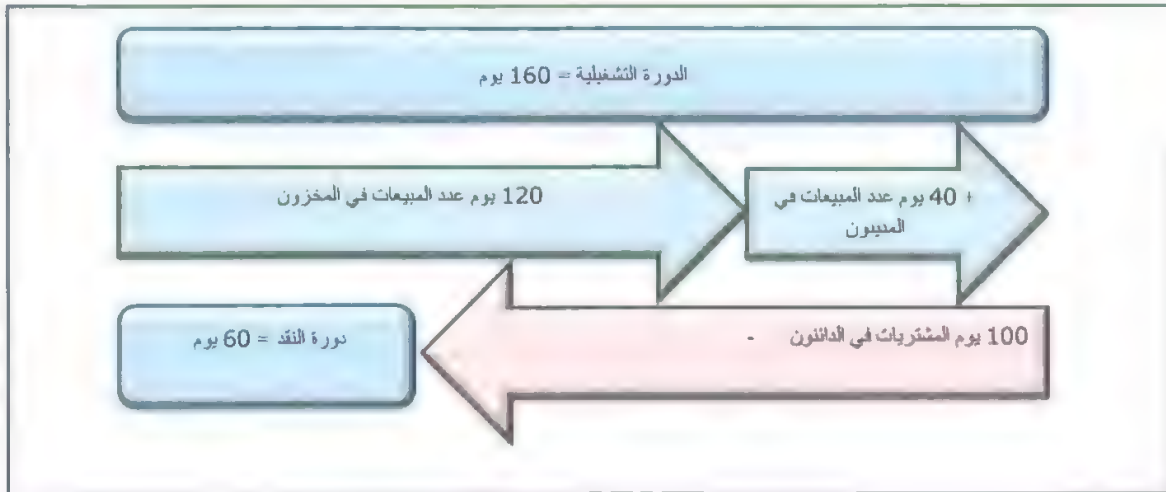 الدورة التشغيلية = 160 يوم
120 يوم عدد المبيعات في المخزون
+ 40 يوم عدد المبيعات في
المدينون
100 يوم المشتريات في الدائنون -
دورة النقد = 60 يوم